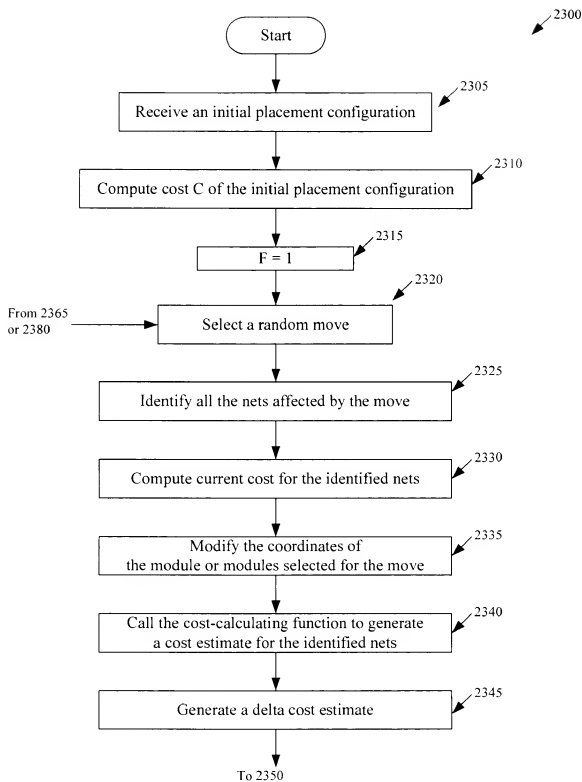 2300
Start
2305
Receive an initial placement configuration
2310
Compute cost C of the initial placement configuration
2315
F = 1
2320
From 2365
or 2380
Select a random move
2325
Identify all the nets affected by the move
2330
Compute current cost for the identified nets
2335
Modify the coordinates of
the module or modules selected for the move
2340
Call the cost-calculating function to generate
a cost estimate for the identified nets
2345
Generate a delta cost estimate
To 2350